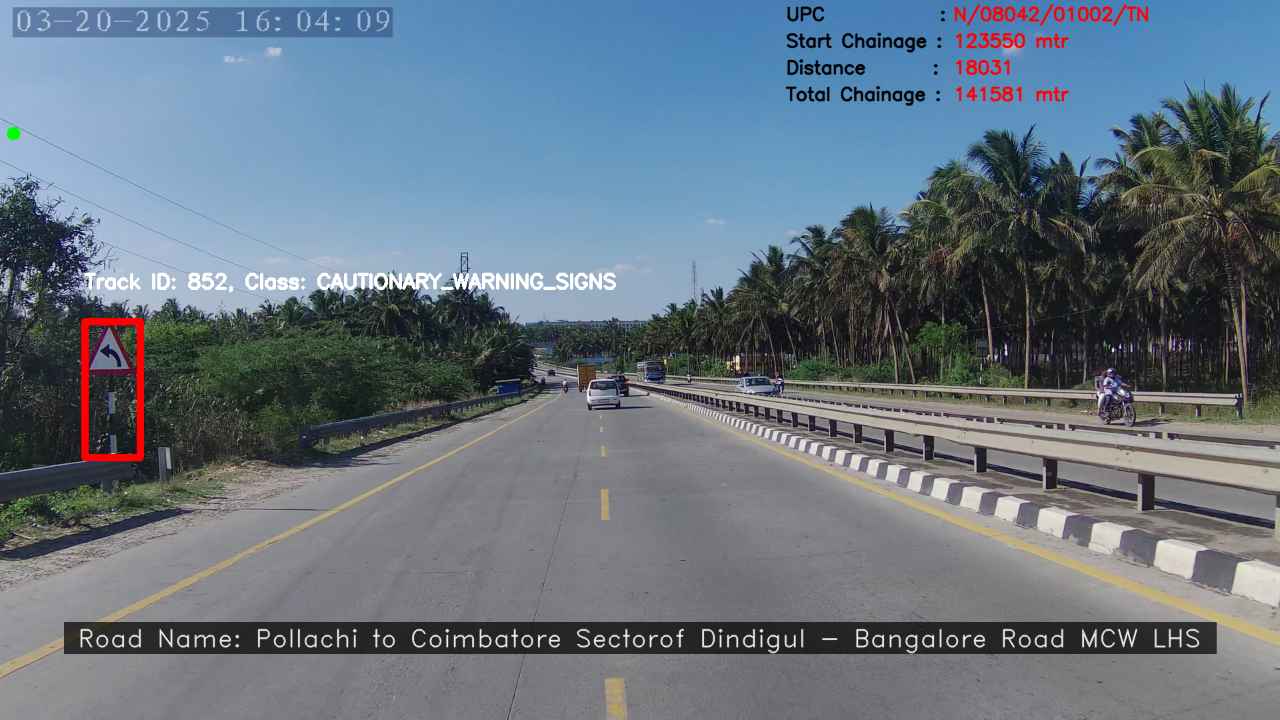 03-20-2025 16:04:09
UPC : N/08042/01002/TN
Start Chainage : 123550 mtr
Distance : 18031
Total Chainage : 141581 mtr
Track ID: 852, Class: CAUTIONARY_WARNING_SIGNS
Road Name: Pollachi to Coimbatore Sectorof Dindigul - Bangalore Road MCW LHS